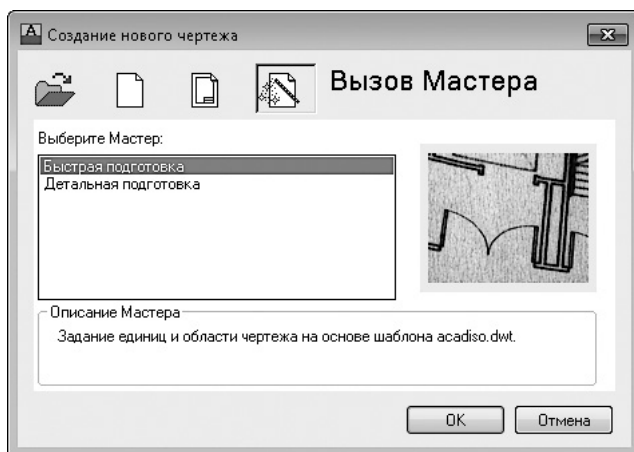 Создание нового чертежа
Вызов Мастера
Выберите Мастер:
Быстрая подготовка
Детальная подготовка
Описание Мастера
Задание единиц и области чертежа на основе шаблона acadiso.dwt.
OK
Отмена